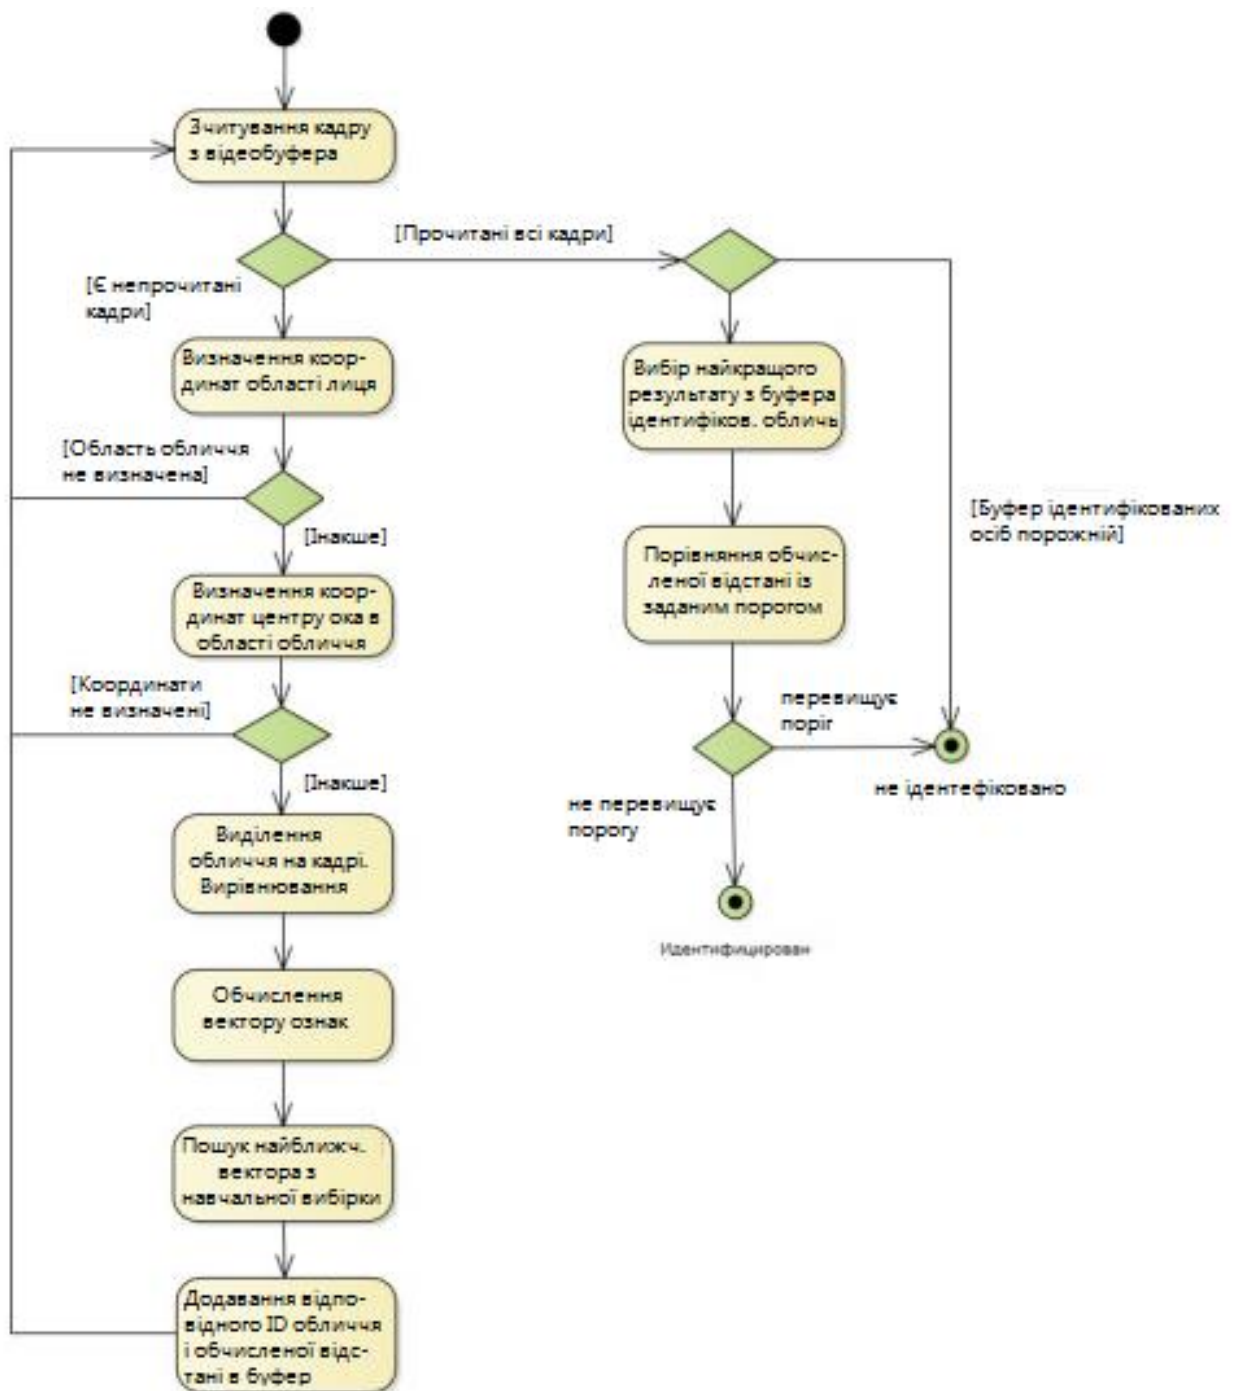 Зчитування кадру
з відеобуфера
[Прочитані всі кадри]
[Є непрочитані
кадри]
Визначення коор-
динат області лиця
Вибір найкращого
результату з буфера
ідентифіков. обличь
[Область обличчя
не визначена]
[Інакше]
[Буфер ідентифікованих
осіб порожній]
Порівняння обчис-
леної відстані із
заданим порогом
Визначення коор-
динат центру ока в
області обличчя
[Координати
не визначені]
перевищує
поріг
[Інакше]
не ідентефіковано
не перевищує
порогу
Виділення
обличчя на кадрі.
Вирівнювання
Идентифицирован
Обчислення
вектору ознак
Пошук найближч.
вектора з
навчальної вибірки
Додавання відпо-
відного ID обличчя
і обчисленої відс-
тані в буфер